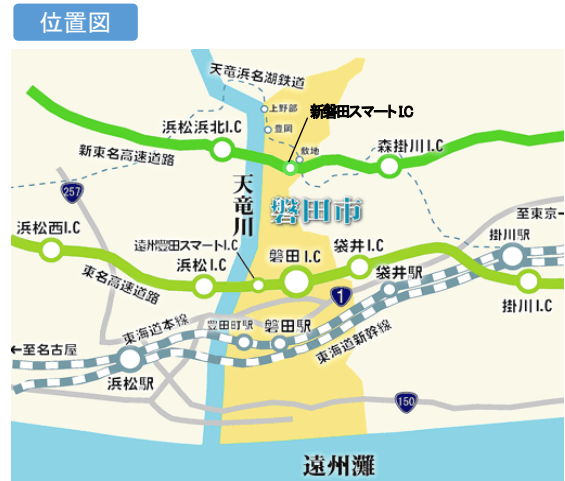 位置図
天竜浜名湖鉄道
上野部
新磐田スマートI.C
豊岡
浜松浜北I.C
敷地
森掛川I.C
新東名高速道路
257
天竜川
磐田市
至東京→
浜松西I.C
掛川駅
遠州豊田スマートI.C
磐田I.C
袋井I.C
浜松I.C
袋井駅
東名高速道路
1
掛川I.C
東海道本線
豊田町駅
磐田駅
東海道新幹線
←至名古屋
浜松駅
150
遠州灘